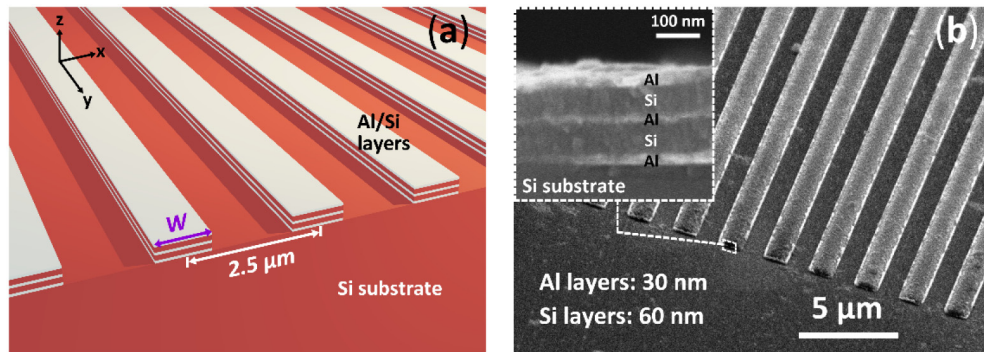 (a)
z
x
y
Al/Si
layers
W
2.5 μm
Si substrate
(b)
100 nm
Al
Si
Al
Si
Al
Si substrate
Al layers: 30 nm
Si layers: 60 nm
5 μm